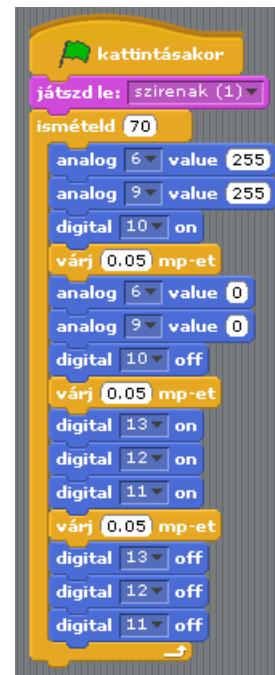 kattintásakor
játszd le: szirenak (1)
ismételd 70
analog 6 value 255
analog 9 value 255
digital 10 on
várj 0.05 mp-et
analog 6 value 0
analog 9 value 0
digital 10 off
várj 0.05 mp-et
digital 13 on
digital 12 on
digital 11 on
várj 0.05 mp-et
digital 13 off
digital 12 off
digital 11 off